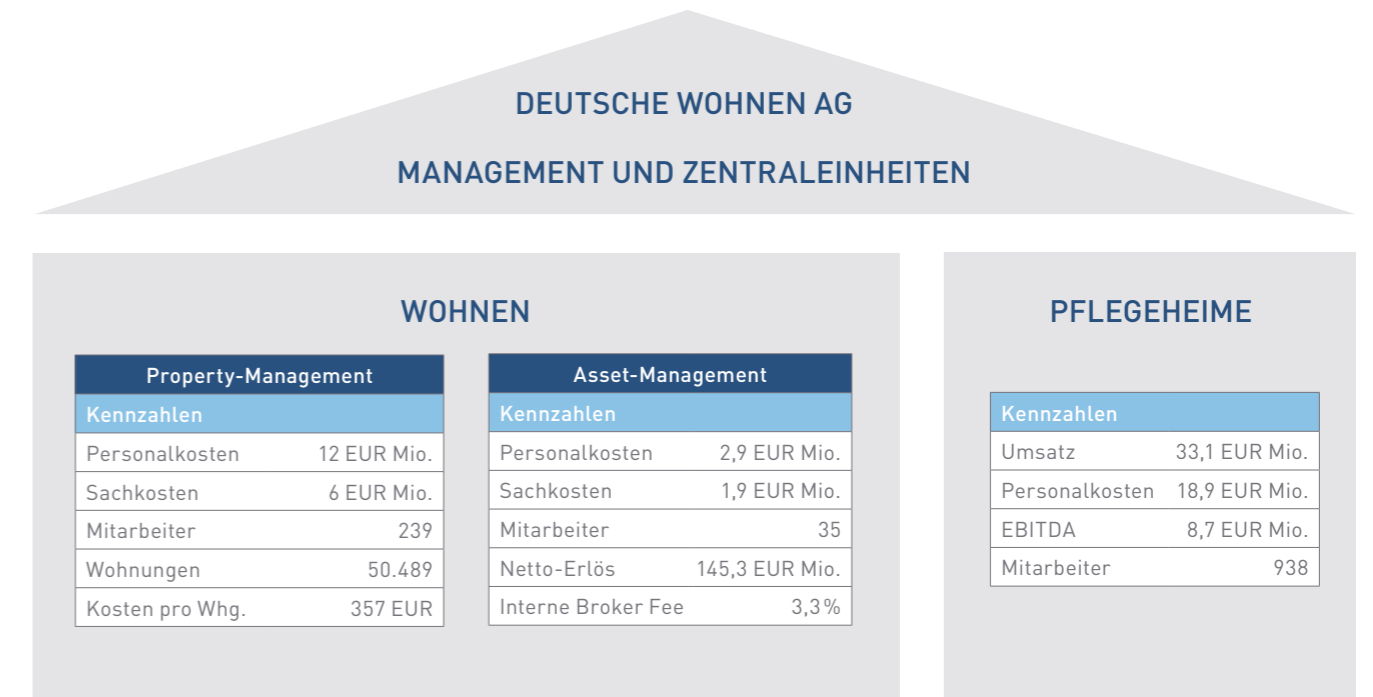 DEUTSCHE WOHNEN AG
MANAGEMENT UND ZENTRALEINHEITEN
WOHNEN
Property-Management
Kennzahlen
Personalkosten 12 EUR Mio.
Sachkosten 6 EUR Mio.
Mitarbeiter 239
Wohnungen 50.489
Kosten pro Whg. 357 EUR
Asset-Management
Kennzahlen
Personalkosten 2,9 EUR Mio.
Sachkosten 1,9 EUR Mio.
Mitarbeiter 35
Netto-Erlös 145,3 EUR Mio.
Interne Broker Fee 3,3%
PFLEGEHEIME
Kennzahlen
Umsatz 33,1 EUR Mio.
Personalkosten 18,9 EUR Mio.
EBITDA 8,7 EUR Mio.
Mitarbeiter 938